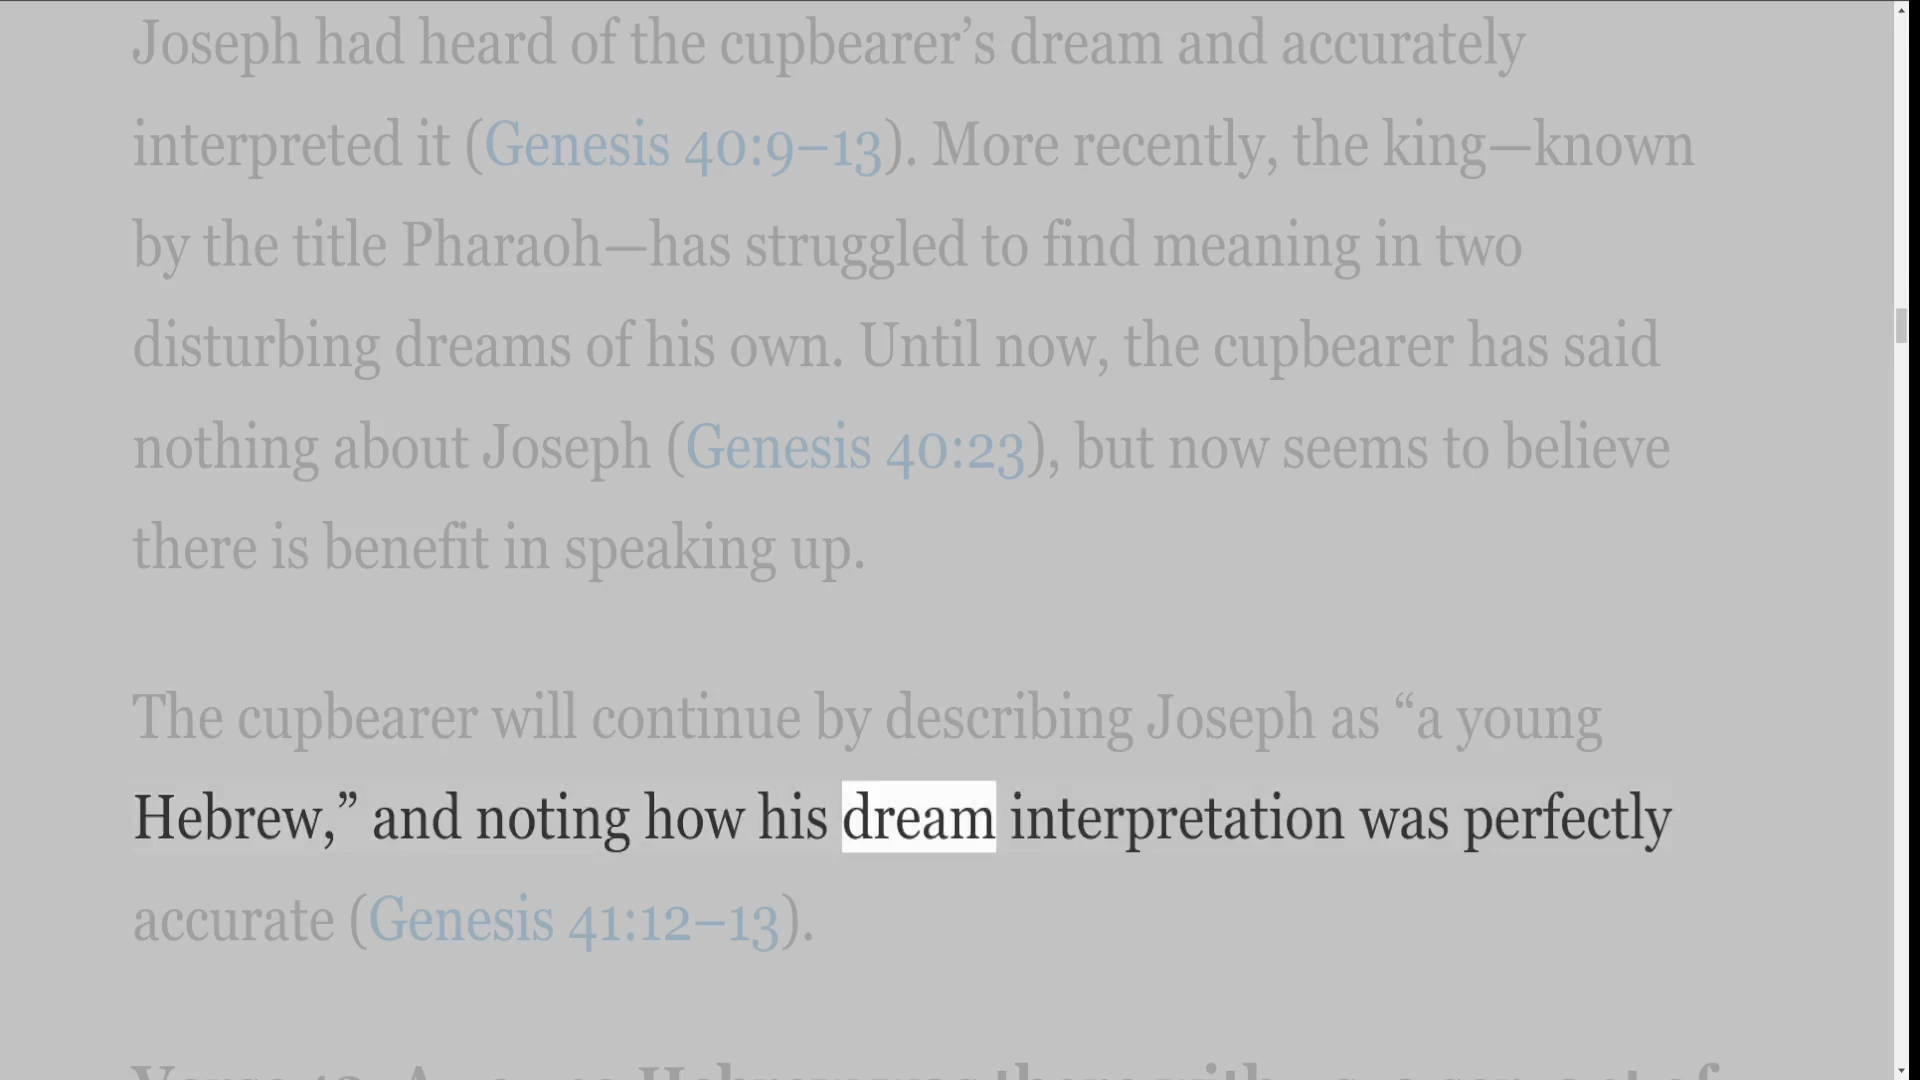 Joseph had heard of the cupbearer’s dream and accurately
interpreted it (Genesis 40:9–13). More recently, the king—known
by the title Pharaoh—has struggled to find meaning in two
disturbing dreams of his own. Until now, the cupbearer has said
nothing about Joseph (Genesis 40:23), but now seems to believe
there is benefit in speaking up.
The cupbearer will continue by describing Joseph as “a young
Hebrew,” and noting how his dream interpretation was perfectly
accurate (Genesis 41:12–13).
Hebrew was there with